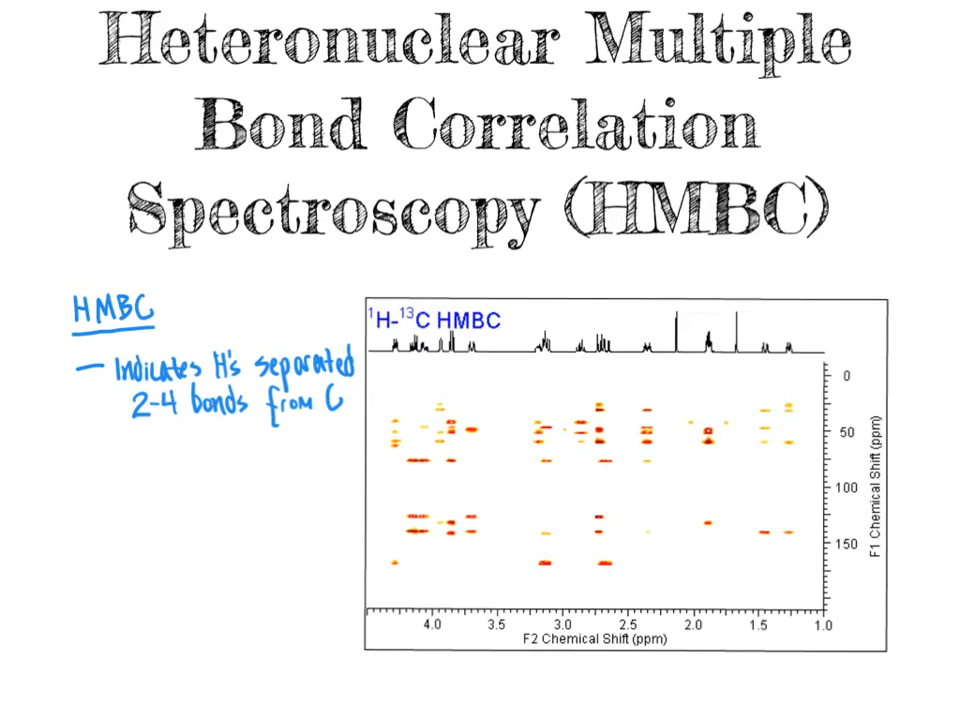 Heteronuclear Multiple
Bond Correlation
Spectroscopy (HMBC)
HMBC
— Indicates H's separated
2-4 bonds from C
¹H-¹³C HMBC
0
50
100
150
F1 Chemical Shift (ppm)
4.0 3.5 3.0 2.5 2.0 1.5 1.0
F2 Chemical Shift (ppm)